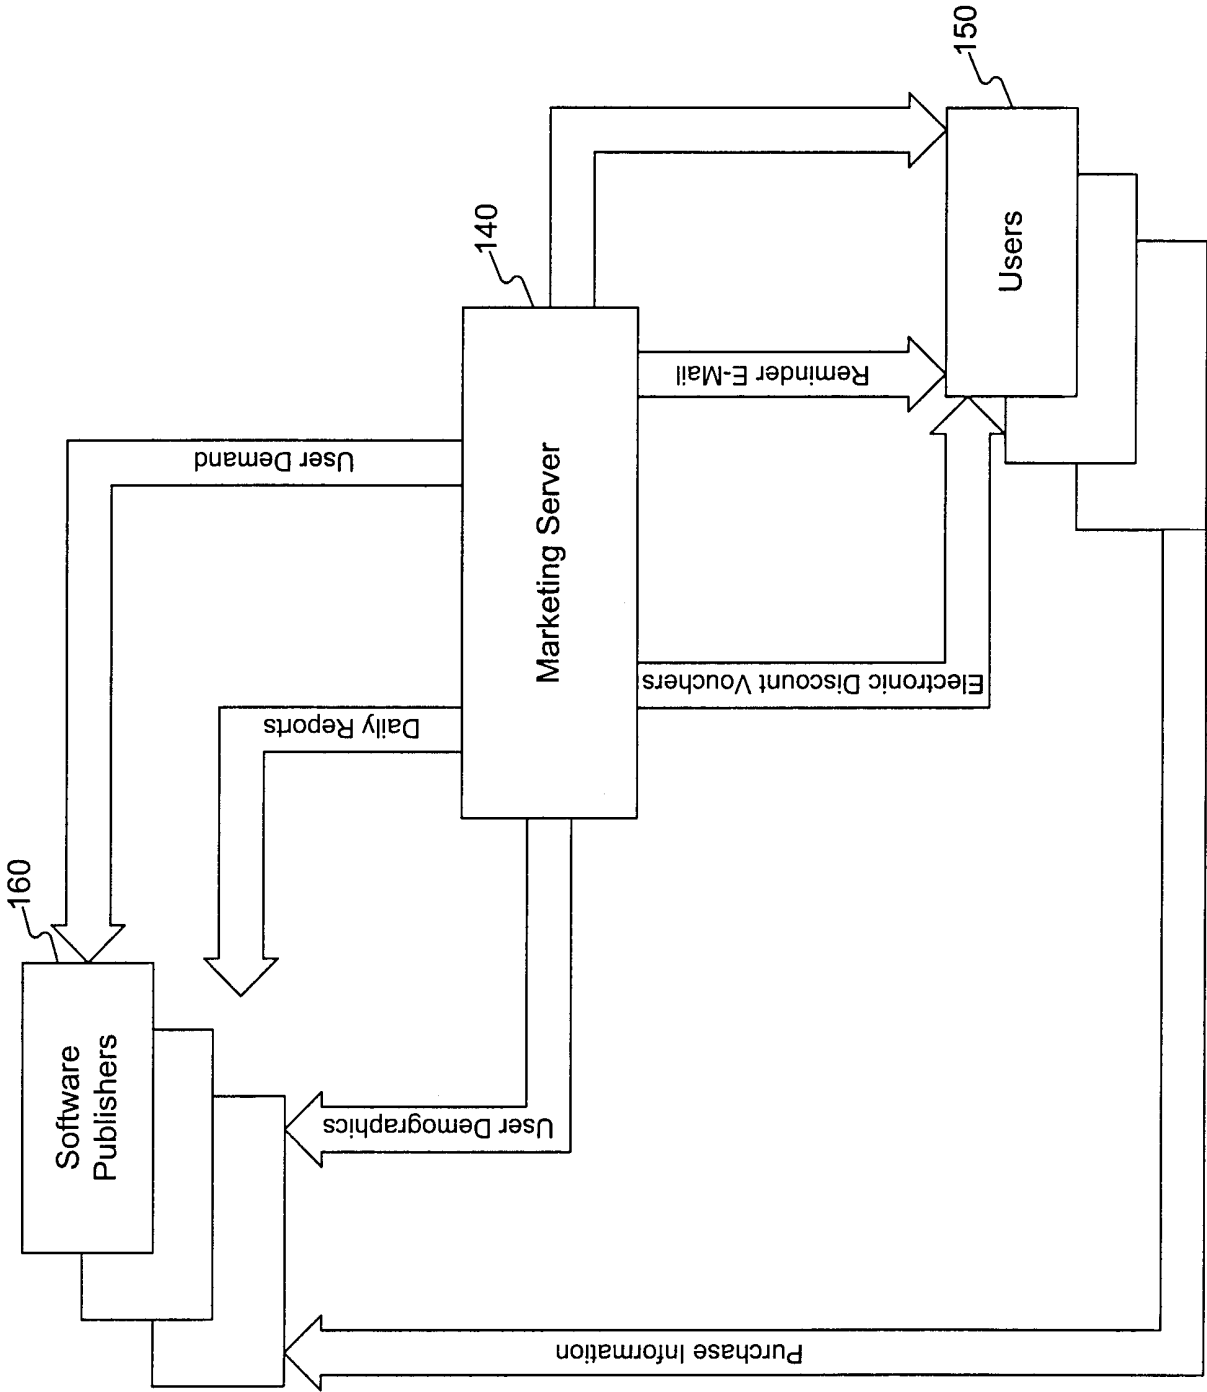 160
Software
Publishers
User Demand
Daily Reports
User Demographics
140
Marketing Server
Reminder E-Mail
Electronic Discount Vouchers
150
Users
Purchase Information